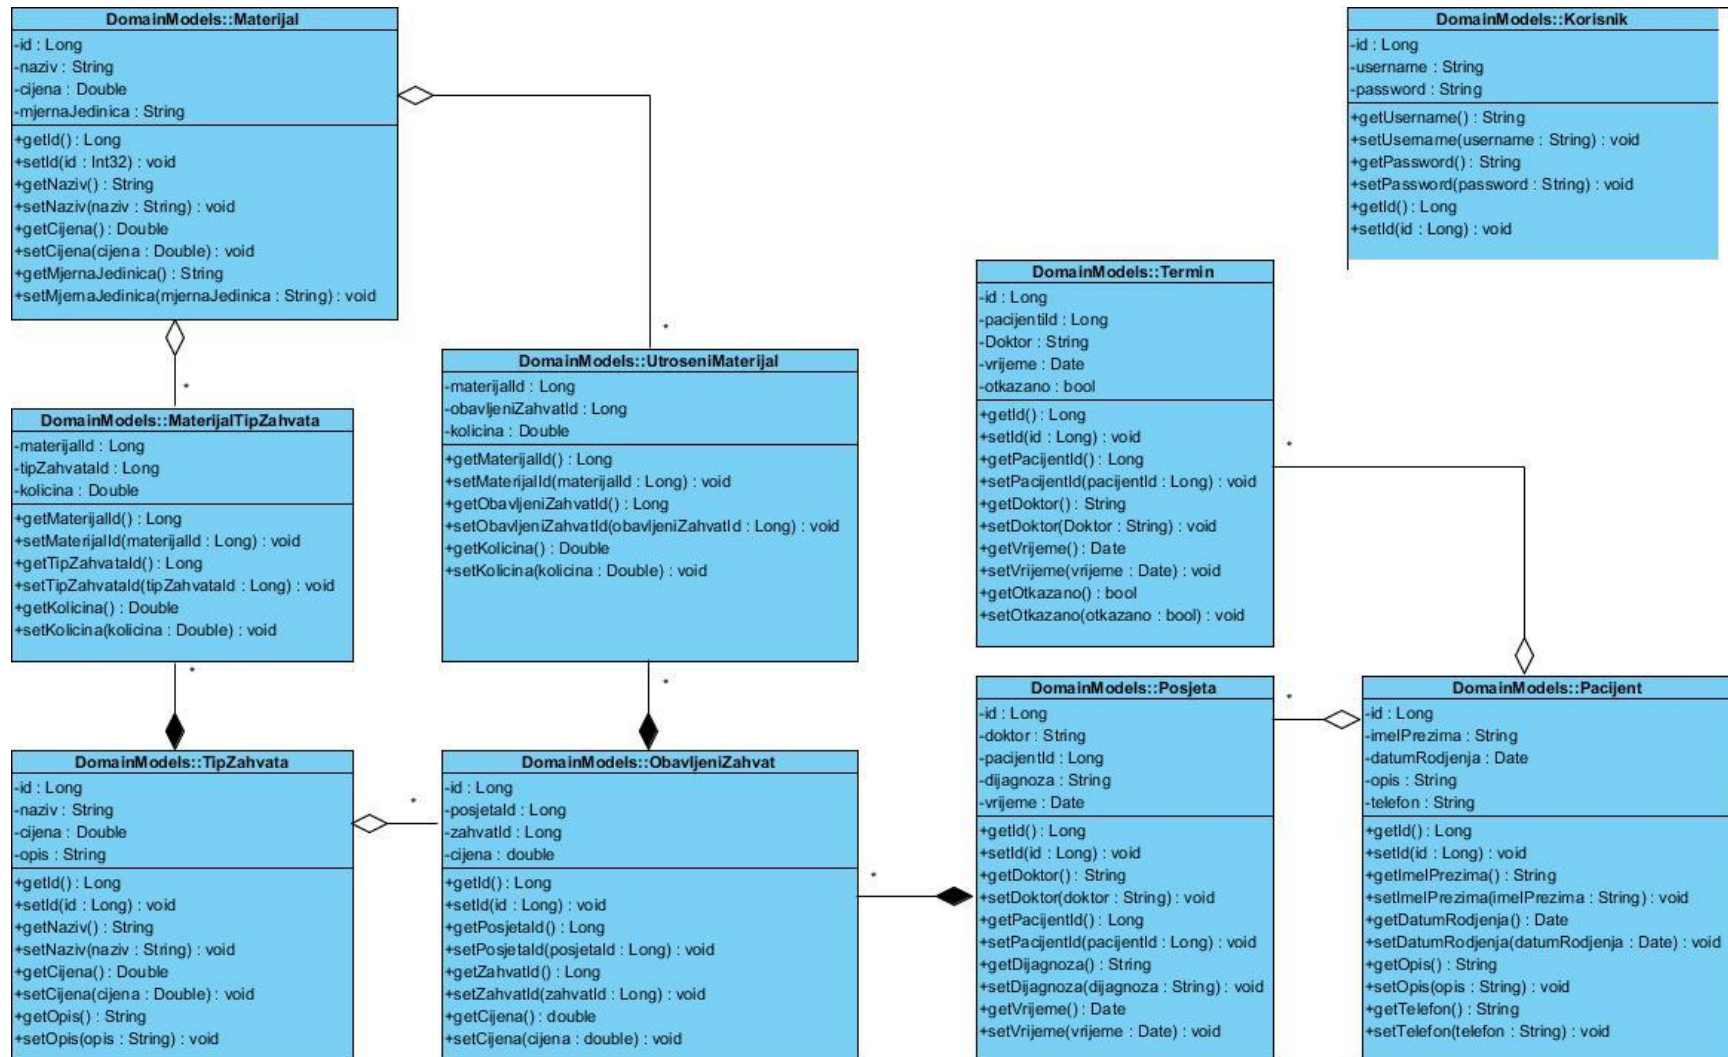 DomainModels::Materijal
-id : Long
-naziv : String
-cijena : Double
-mjernaJedinica : String
+getId() : Long
+setId(id : Int32) : void
+getNaziv() : String
+setNaziv(naziv : String) : void
+getCijena() : Double
+setCijena(cijena : Double) : void
+getMjernaJedinica() : String
+setMjernaJedinica(mjernaJedinica : String) : void
*
*
DomainModels::Korisnik
-id : Long
-username : String
-password : String
+getUsername() : String
+setUsername(username : String) : void
+getPassword() : String
+setPassword(password : String) : void
+getId() : Long
+setId(id : Long) : void
DomainModels::MaterijalTipZahvata
-materijalId : Long
-tipZahvataId : Long
-kolicina : Double
+getMaterijalId() : Long
+setMaterijalId(materijalId : Long) : void
+getTipZahvataId() : Long
+setTipZahvataId(tipZahvataId : Long) : void
+getKolicina() : Double
+setKolicina(kolicina : Double) : void
*
DomainModels::UtroseniMaterijal
-materijalId : Long
-obavljeniZahvatId : Long
-kolicina : Double
+getMaterijalId() : Long
+setMaterijalId(materijalId : Long) : void
+getObavljeniZahvatId() : Long
+setObavljeniZahvatId(obavljeniZahvatId : Long) : void
+getKolicina() : Double
+setKolicina(kolicina : Double) : void
*
DomainModels::Termin
-id : Long
-pacijentiId : Long
-Doktor : String
-vrijeme : Date
-otkazano : bool
+getId() : Long
+setId(id : Long) : void
+getPacijentId() : Long
+setPacijentId(pacijentId : Long) : void
+getDoktor() : String
+setDoktor(Doktor : String) : void
+getVrijeme() : Date
+setVrijeme(vrijeme : Date) : void
+getOtkazano() : bool
+setOtkazano(otkazano : bool) : void
*
DomainModels::TipZahvata
-id : Long
-naziv : String
-cijena : Double
-opis : String
+getId() : Long
+setId(id : Long) : void
+getNaziv() : String
+setNaziv(naziv : String) : void
+getCijena() : Double
+setCijena(cijena : Double) : void
+getOpis() : String
+setOpis(opis : String) : void
*
DomainModels::ObavljeniZahvat
-id : Long
-posjetaId : Long
-zahvatId : Long
-cijena : double
+getId() : Long
+setId(id : Long) : void
+getPosjetaId() : Long
+setPosjetaId(posjetaId : Long) : void
+getZahvatId() : Long
+setZahvatId(zahvatId : Long) : void
+getCijena() : double
+setCijena(cijena : double) : void
*
DomainModels::Posjeta
-id : Long
-doktor : String
-pacijentId : Long
-dijagnoza : String
-vrijeme : Date
+getId() : Long
+setId(id : Long) : void
+getDoktor() : String
+setDoktor(doktor : String) : void
+getPacijentId() : Long
+setPacijentId(pacijentId : Long) : void
+getDijagnoza() : String
+setDijagnoza(dijagnoza : String) : void
+getVrijeme() : Date
+setVrijeme(vrijeme : Date) : void
*
DomainModels::Pacijent
-id : Long
-imeIPrezima : String
-datumRodjenja : Date
-opis : String
-telefon : String
+getId() : Long
+setId(id : Long) : void
+getImeIPrezima() : String
+setImeIPrezima(imeIPrezima : String) : void
+getDatumRodjenja() : Date
+setDatumRodjenja(datumRodjenja : Date) : void
+getOpis() : String
+setOpis(opis : String) : void
+getTelefon() : String
+setTelefon(telefon : String) : void